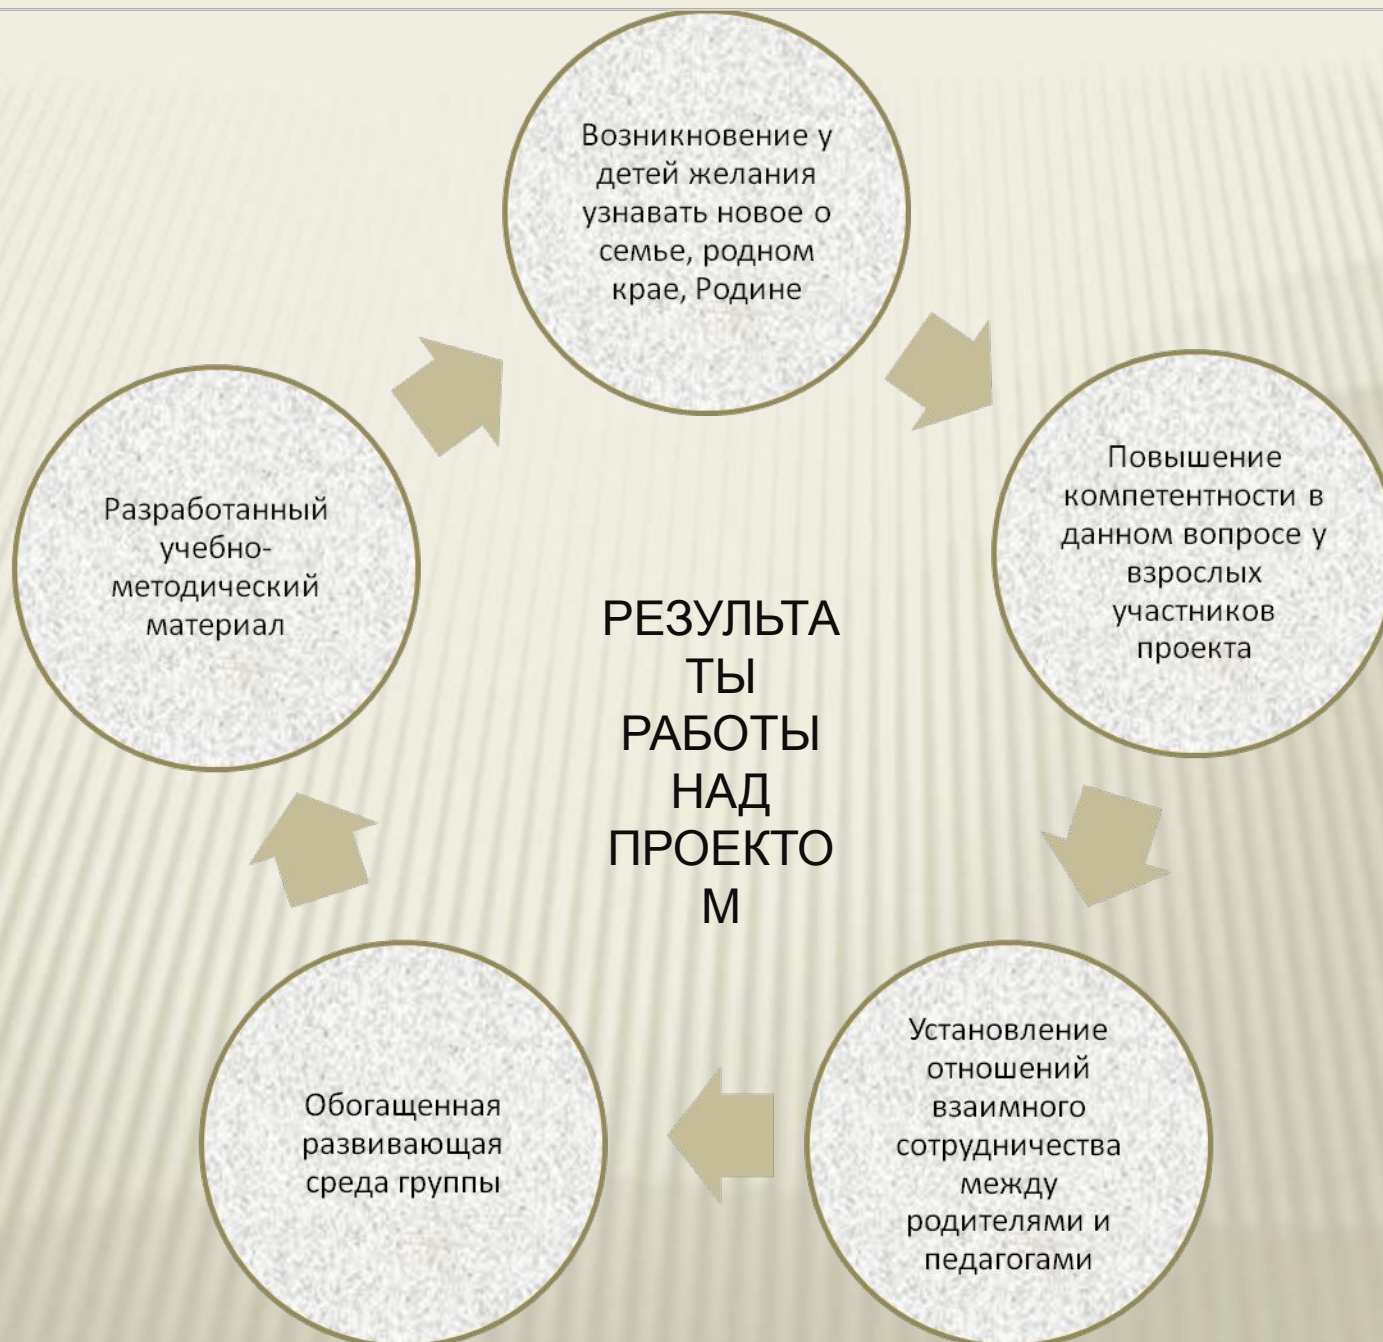 Возникновение у
детей желания
узнавать новое о
семье, родном
крае, Родине
Повышение
компетентности в
данном вопросе у
взрослых
участников
проекта
Установление
отношений
взаимного
сотрудничества
между
родителями и
педагогами
Обогащенная
развивающая
среда группы
Разработанный
учебно-
методический
материал
РЕЗУЛЬТА
ТЫ
РАБОТЫ
НАД
ПРОЕКТО
М